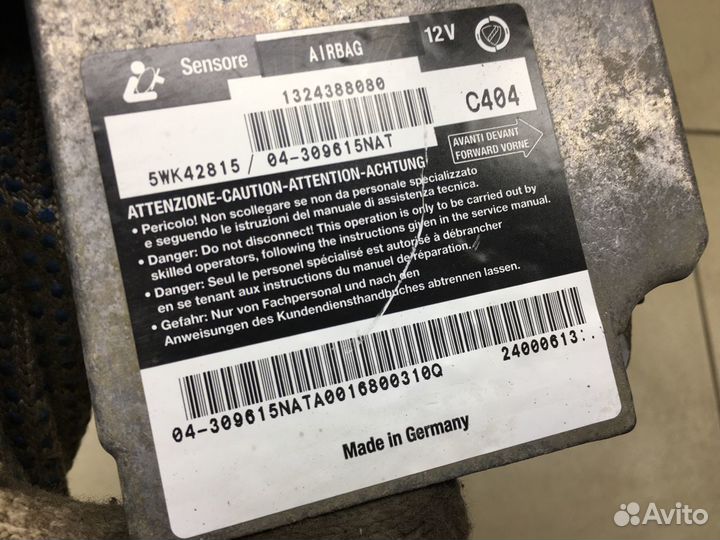 Sensore AIRBAG 12V
1324388080
C404
5WK42815 / 04-309615NAT
AVANTI DEVANT
FORWARD VORNE
ATTENZIONE-CAUTION-ATTENTION-ACHTUNG
• Pericolo! Non scollegare se non da personale specializzato
e seguendo le istruzioni del manuale di assistenza tecnica.
• Danger: Do not disconnect! This operation is only to be carried out by
skilled operators, following the instructions given in the service manual.
• Danger: Seul le personel spécialisé est autorisé à débrancher
en se tenant aux instructions du manuel de réparation.
• Gefahr: Nur von Fachpersonal und nach den
Anweisungen des Kundendiensthandbuches abtrennen lassen.
04-309615NATA0016800310Q
24000613:.
Made in Germany
Avito